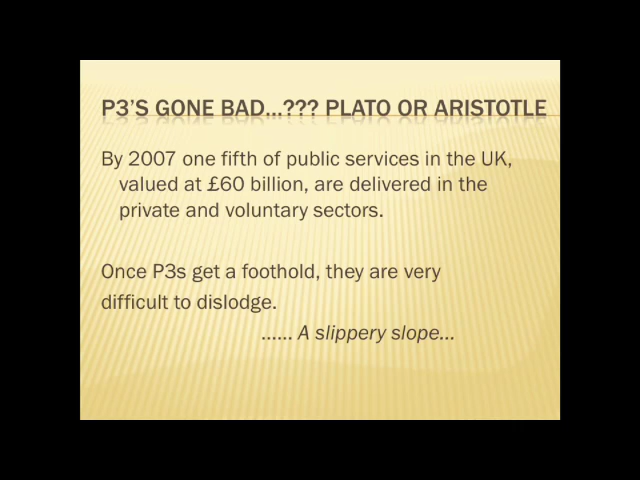 P3'S GONE BAD...??? PLATO OR ARISTOTLE
By 2007 one fifth of public services in the UK,
valued at £60 billion, are delivered in the
private and voluntary sectors.
Once P3s get a foothold, they are very
difficult to dislodge.
...... A slippery slope...